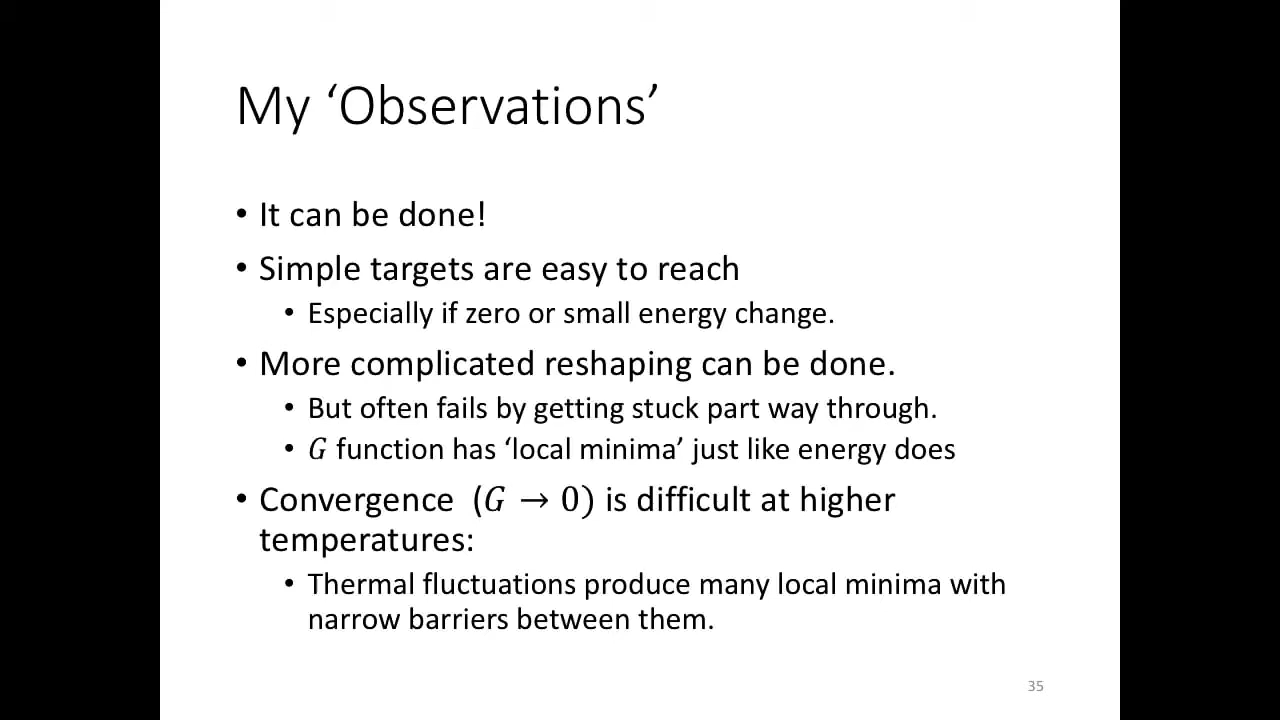 My ‘Observations’
• It can be done!
• Simple targets are easy to reach
• Especially if zero or small energy change.
• More complicated reshaping can be done.
• But often fails by getting stuck part way through.
• 𝐺 function has ‘local minima’ just like energy does
• Convergence (𝐺 → 0) is difficult at higher
temperatures:
• Thermal fluctuations produce many local minima with
narrow barriers between them.
35